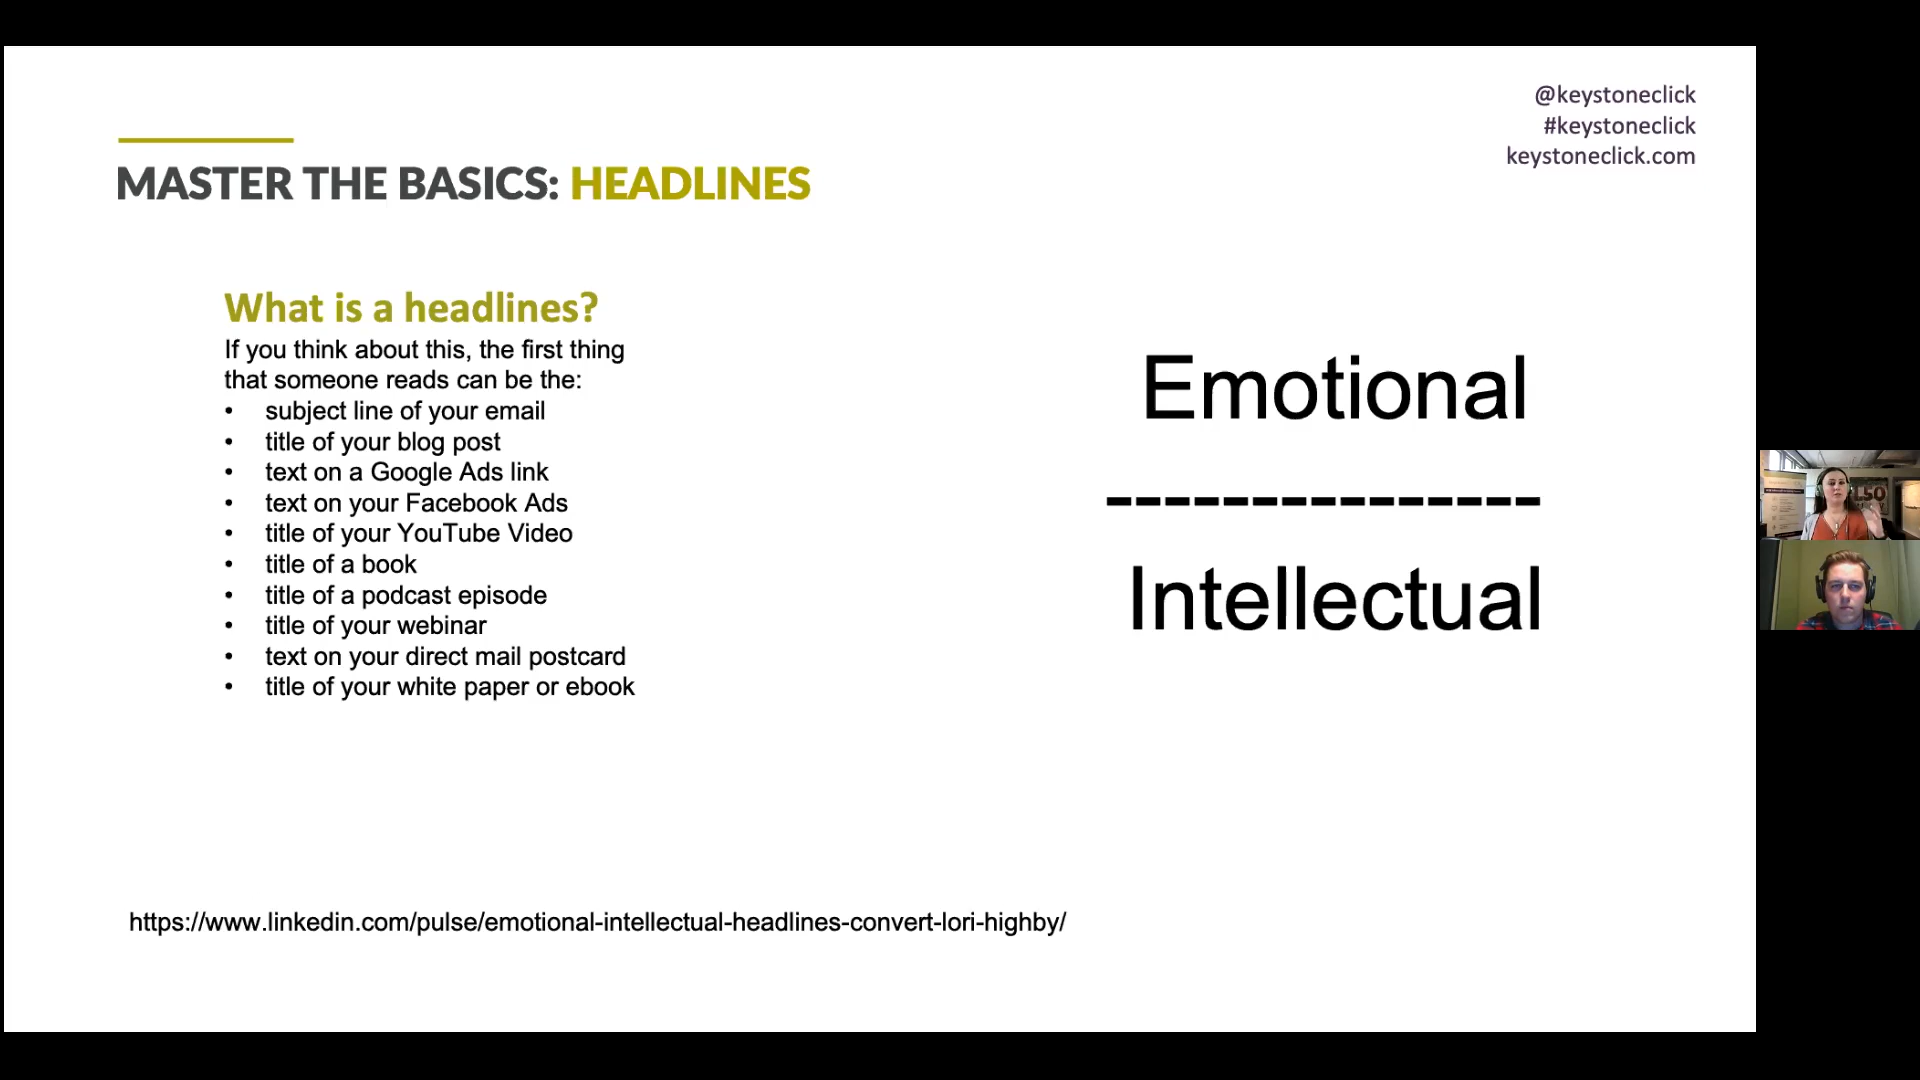 @keystoneclick
#keystoneclick
keystoneclick.com
MASTER THE BASICS: HEADLINES
What is a headlines?
If you think about this, the first thing
that someone reads can be the:
• subject line of your email
• title of your blog post
• text on a Google Ads link
• text on your Facebook Ads
• title of your YouTube Video
• title of a book
• title of a podcast episode
• title of your webinar
• text on your direct mail postcard
• title of your white paper or ebook
Emotional
---------------
Intellectual
https://www.linkedin.com/pulse/emotional-intellectual-headlines-convert-lori-highby/